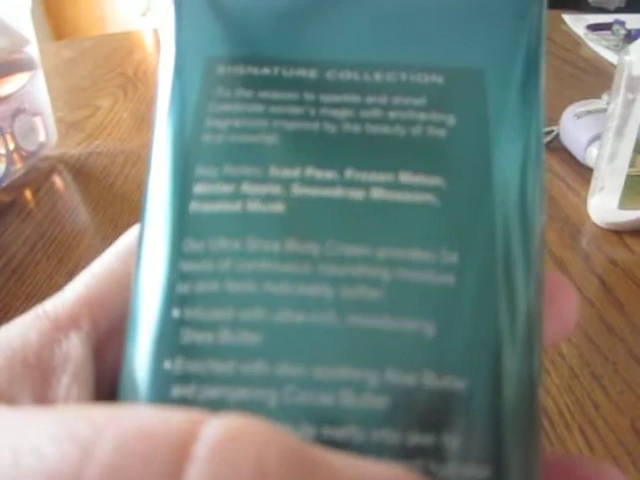 SIGNATURE COLLECTION
'Tis the season to sparkle and shine!
Celebrate winter's magic with enchanting
fragrances inspired by the beauty of the
first snowfall.
Key Notes: Iced Pear, Frozen Melon,
Winter Apple, Snowdrop Blossom,
Frosted Musk
Our Ultra Shea Body Cream provides 24
hours of continuous nourishing moisture
so skin feels noticeably softer.
• Infused with ultra-rich, moisturizing
Shea Butter
• Enriched with skin-soothing Aloe Butter
and pampering Cocoa Butter